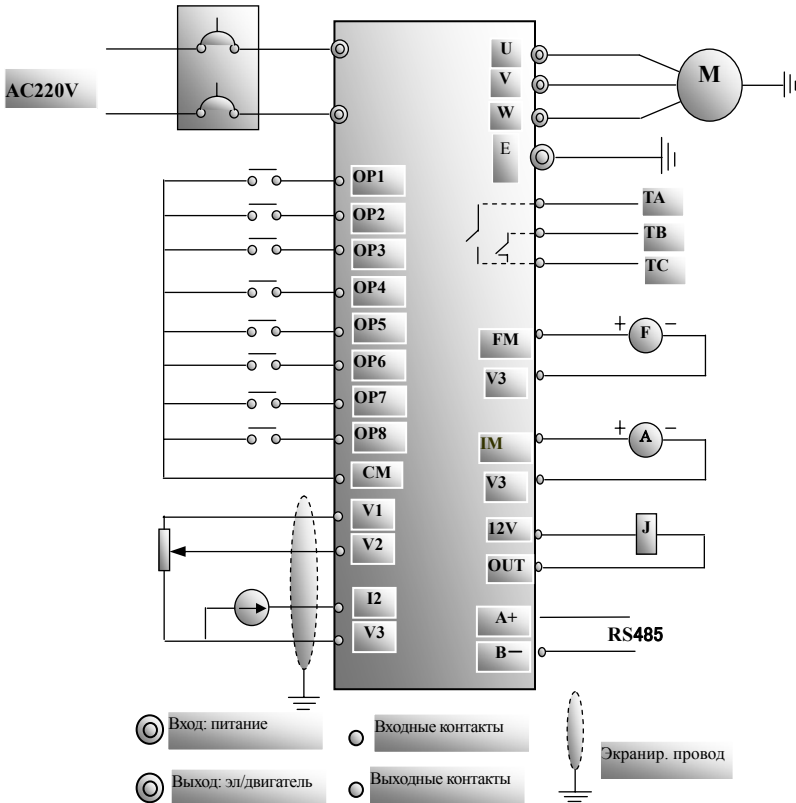 AC220V
U
V
W
E
M
OP1
OP2
OP3
OP4
OP5
OP6
OP7
OP8
CM
V1
V2
I2
V3
TA
TB
TC
FM
+ F −
V3
IM
+ A −
V3
12V
J
OUT
A+
RS485
B−
Вход: питание
Входные контакты
Экранир. провод
Выход: эл/двигатель
Выходные контакты